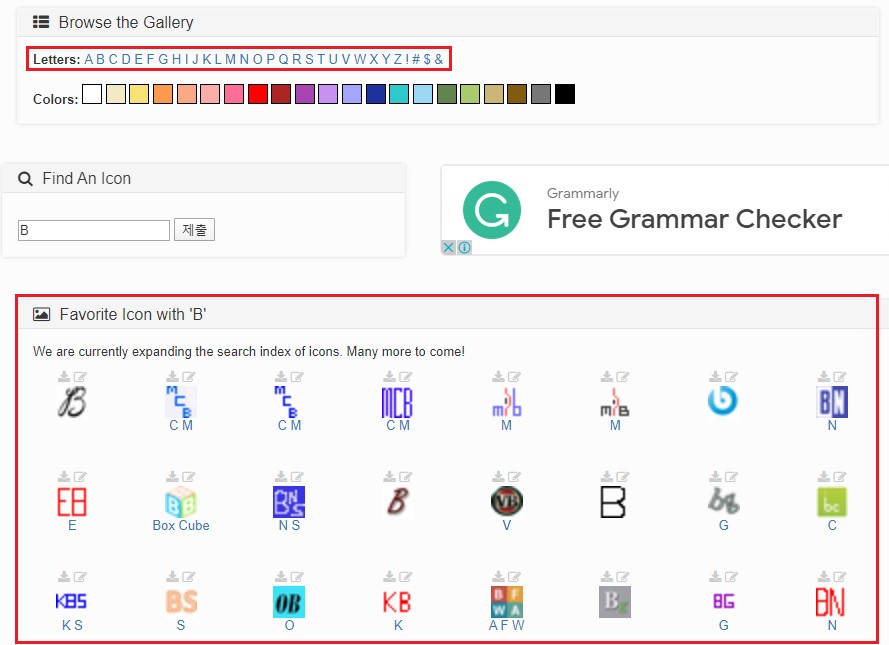 Browse the Gallery
Letters: A B C D E F G H I J K L M N O P Q R S T U V W X Y Z ! # $ &
Colors:
Find An Icon
B
제출
Grammarly
Free Grammar Checker
Favorite Icon with 'B'
We are currently expanding the search index of icons. Many more to come!
B MCB MCB MCB mb MB b BN
C M C M C M M M N
EB B BNS B VB B bg bc
E Box Cube N S V G C
KBS BS OB KB B F W A Bg BG BN
K S S O K A F W G N